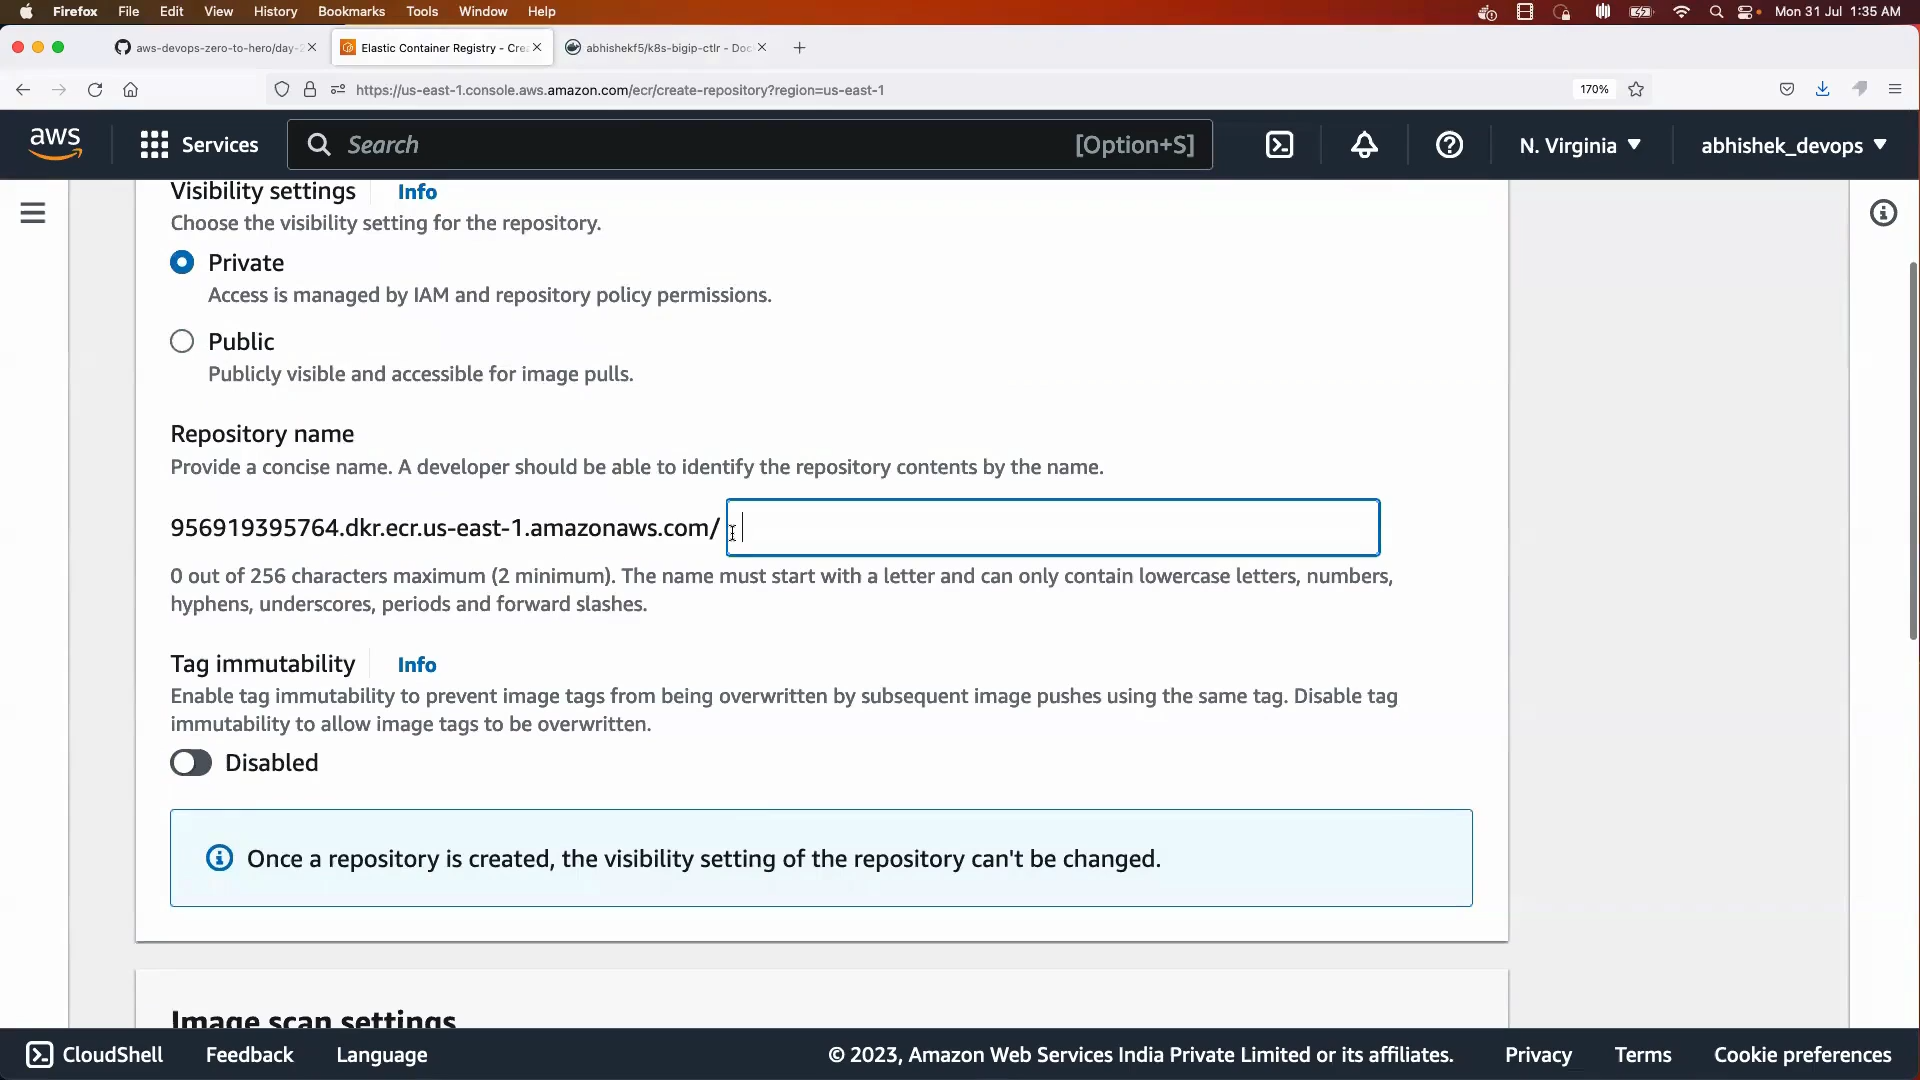 Firefox File Edit View History Bookmarks Tools Window Help Mon 31 Jul 1:35 AM
aws-devops-zero-to-hero/day-2 Elastic Container Registry - Cre abhishekf5/k8s-bigip-ctlr - Doc
https://us-east-1.console.aws.amazon.com/ecr/create-repository?region=us-east-1 170%
aws Services Search [Option+S] N. Virginia abhishek_devops
Visibility settings Info
Choose the visibility setting for the repository.
Private
Access is managed by IAM and repository policy permissions.
Public
Publicly visible and accessible for image pulls.
Repository name
Provide a concise name. A developer should be able to identify the repository contents by the name.
956919395764.dkr.ecr.us-east-1.amazonaws.com/
0 out of 256 characters maximum (2 minimum). The name must start with a letter and can only contain lowercase letters, numbers,
hyphens, underscores, periods and forward slashes.
Tag immutability Info
Enable tag immutability to prevent image tags from being overwritten by subsequent image pushes using the same tag. Disable tag
immutability to allow image tags to be overwritten.
Disabled
Once a repository is created, the visibility setting of the repository can't be changed.
Image scan settings
CloudShell Feedback Language © 2023, Amazon Web Services India Private Limited or its affiliates. Privacy Terms Cookie preferences